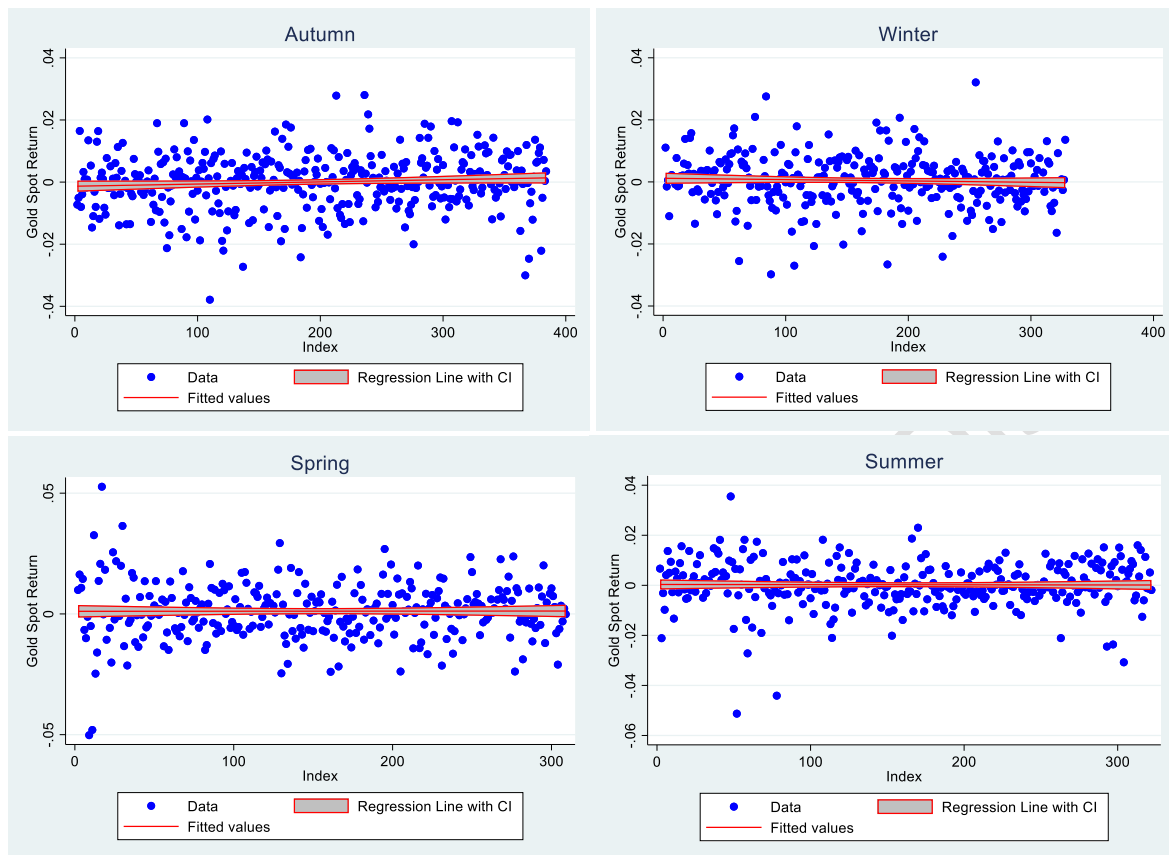 Autumn
Gold Spot Return
.04
.02
0
-.02
-.04
0 100 200 300 400
Index
Data Regression Line with CI
Fitted values
Winter
Gold Spot Return
.04
.02
0
-.02
-.04
0 100 200 300 400
Index
Data Regression Line with CI
Fitted values
Spring
Gold Spot Return
.05
0
-.05
0 100 200 300
Index
Data Regression Line with CI
Fitted values
Summer
Gold Spot Return
.04
.02
0
-.02
-.04
-.06
0 100 200 300
Index
Data Regression Line with CI
Fitted values